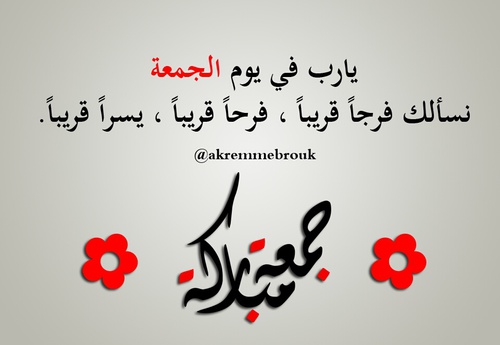 يارب في يوم الجمعة
نسألك فرجاً قريباً ، فرحاً قريباً ، يسراً قريباً.
@akremmebrouk
جمعة مباركة